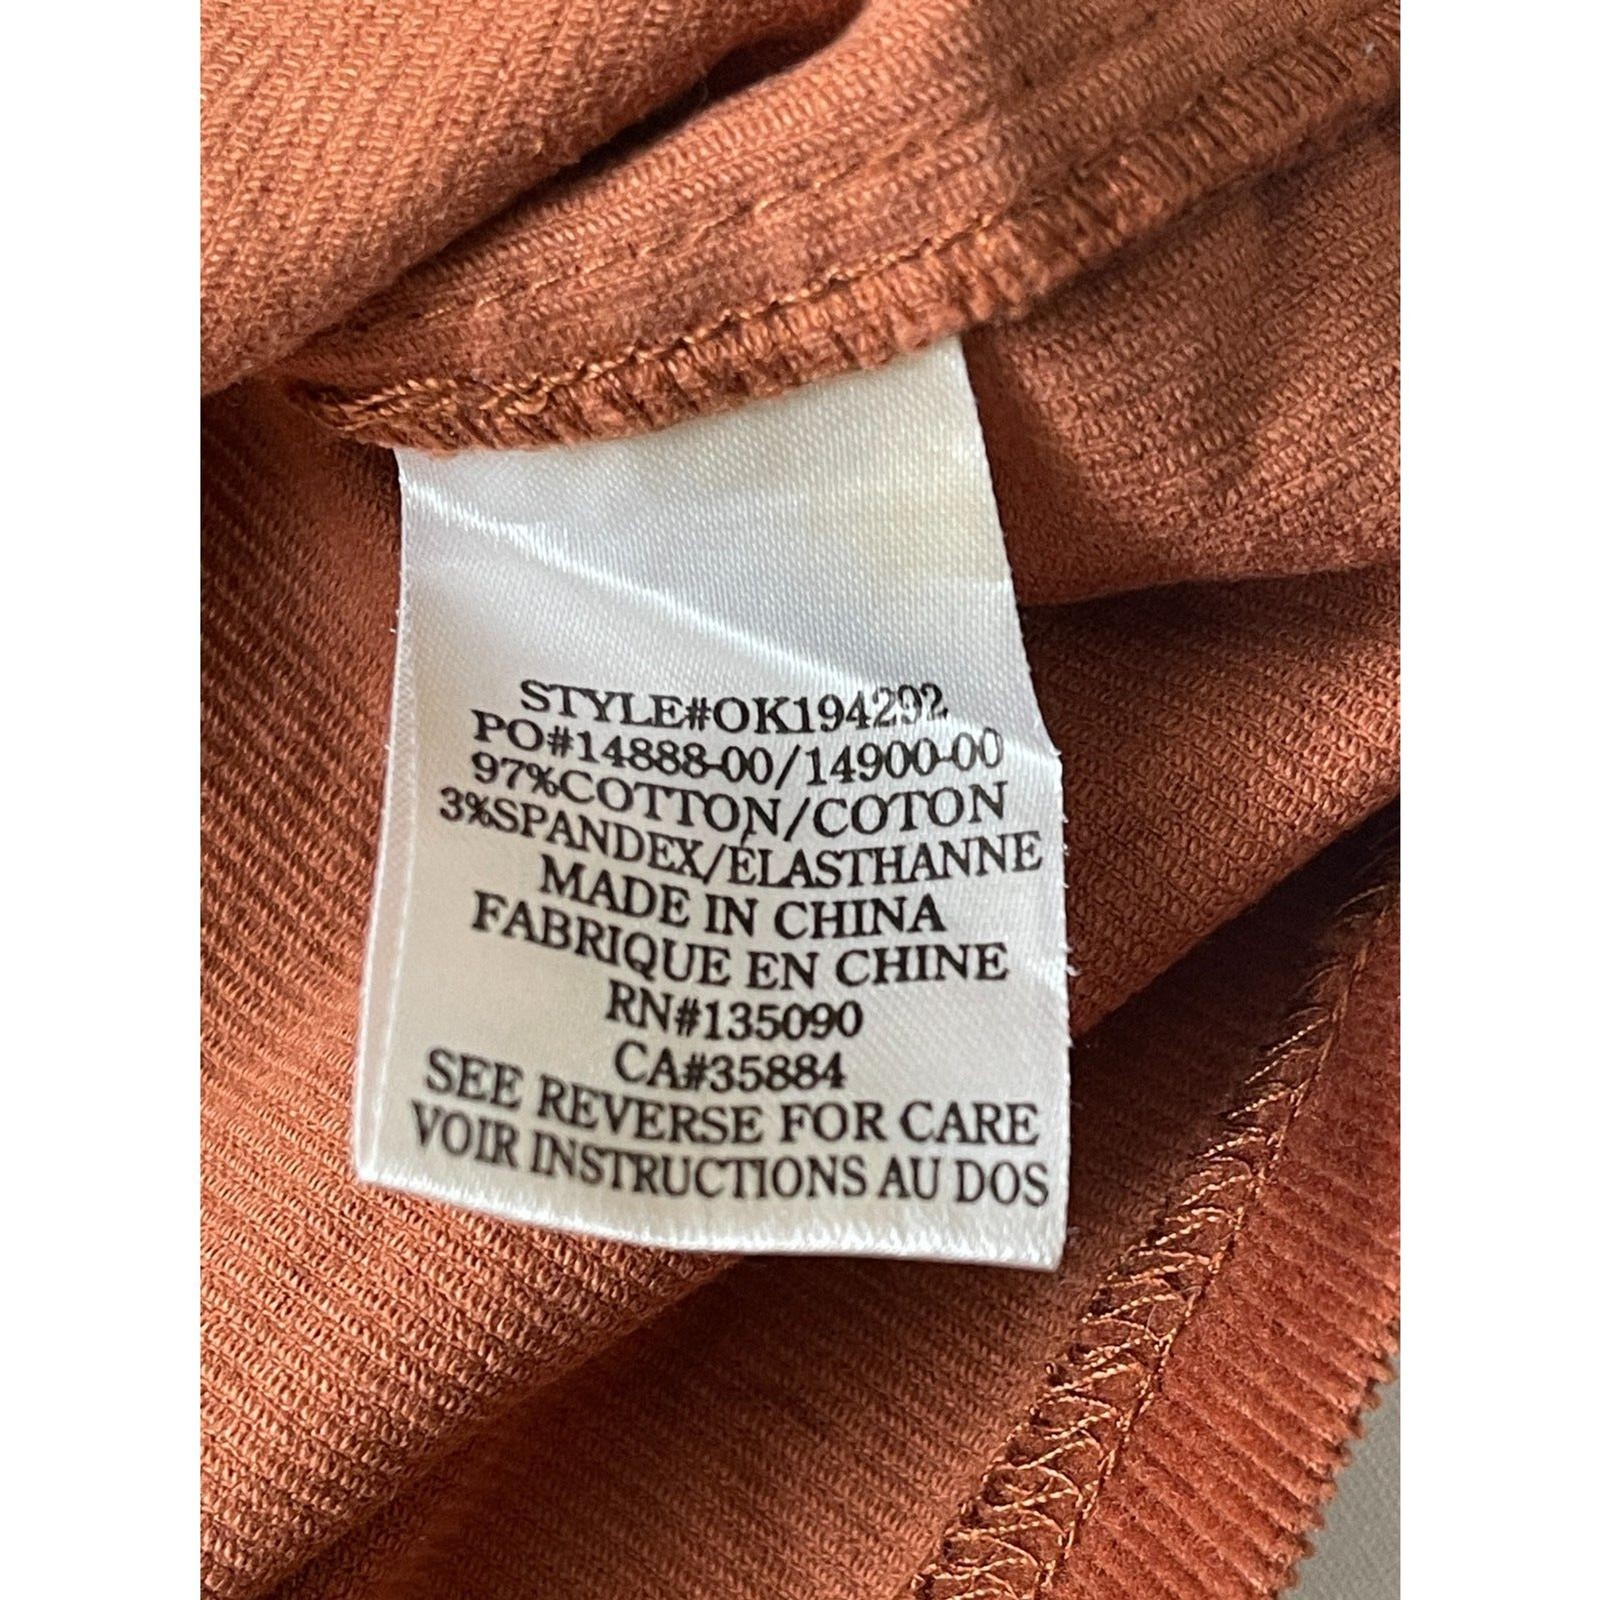 STYLE#OK194292
PO#14888-00/14900-00
97%COTTON/COTON
3%SPANDEX/ÉLASTHANNE
MADE IN CHINA
FABRIQUE EN CHINE
RN#135090
CA#35884
SEE REVERSE FOR CARE
VOIR INSTRUCTIONS AU DOS